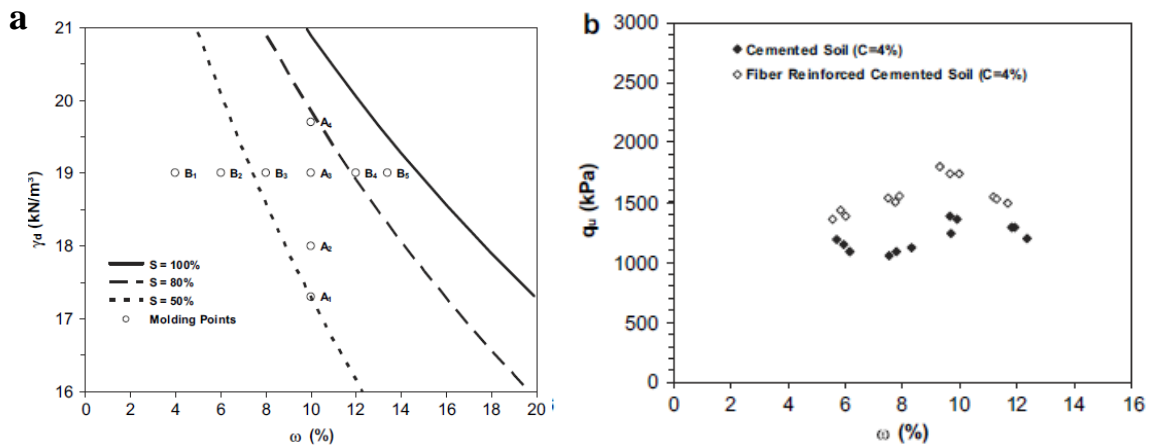 a
21
20
19
18
17
16
γd (kN/m³)
A₄
B₁ B₂ B₃ A₃ B₄ B₅
A₂
A₁
S = 100%
S = 80%
S = 50%
Molding Points
0 2 4 6 8 10 12 14 16 18 20
ω (%)
b
3000
2500
2000
1500
1000
500
0
qu (kPa)
Cemented Soil (C=4%)
Fiber Reinforced Cemented Soil (C=4%)
0 2 4 6 8 10 12 14 16
ω (%)